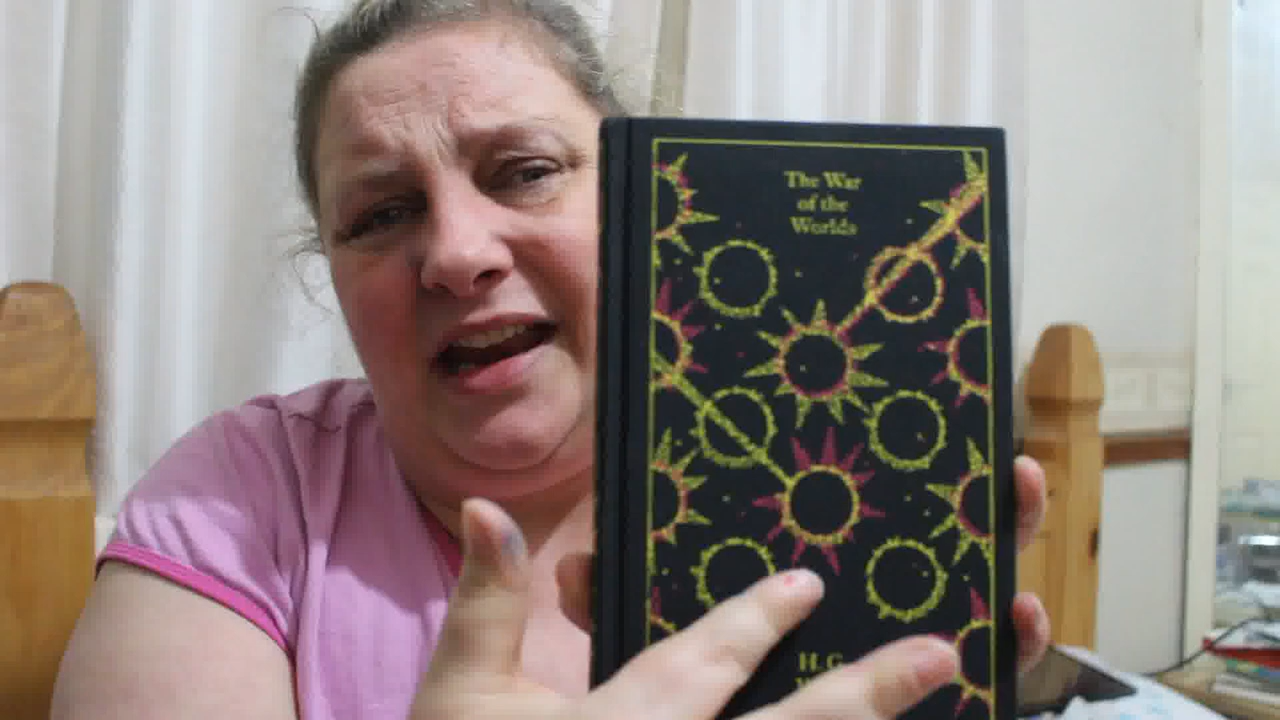 The War
of the
Worlds
H. G.